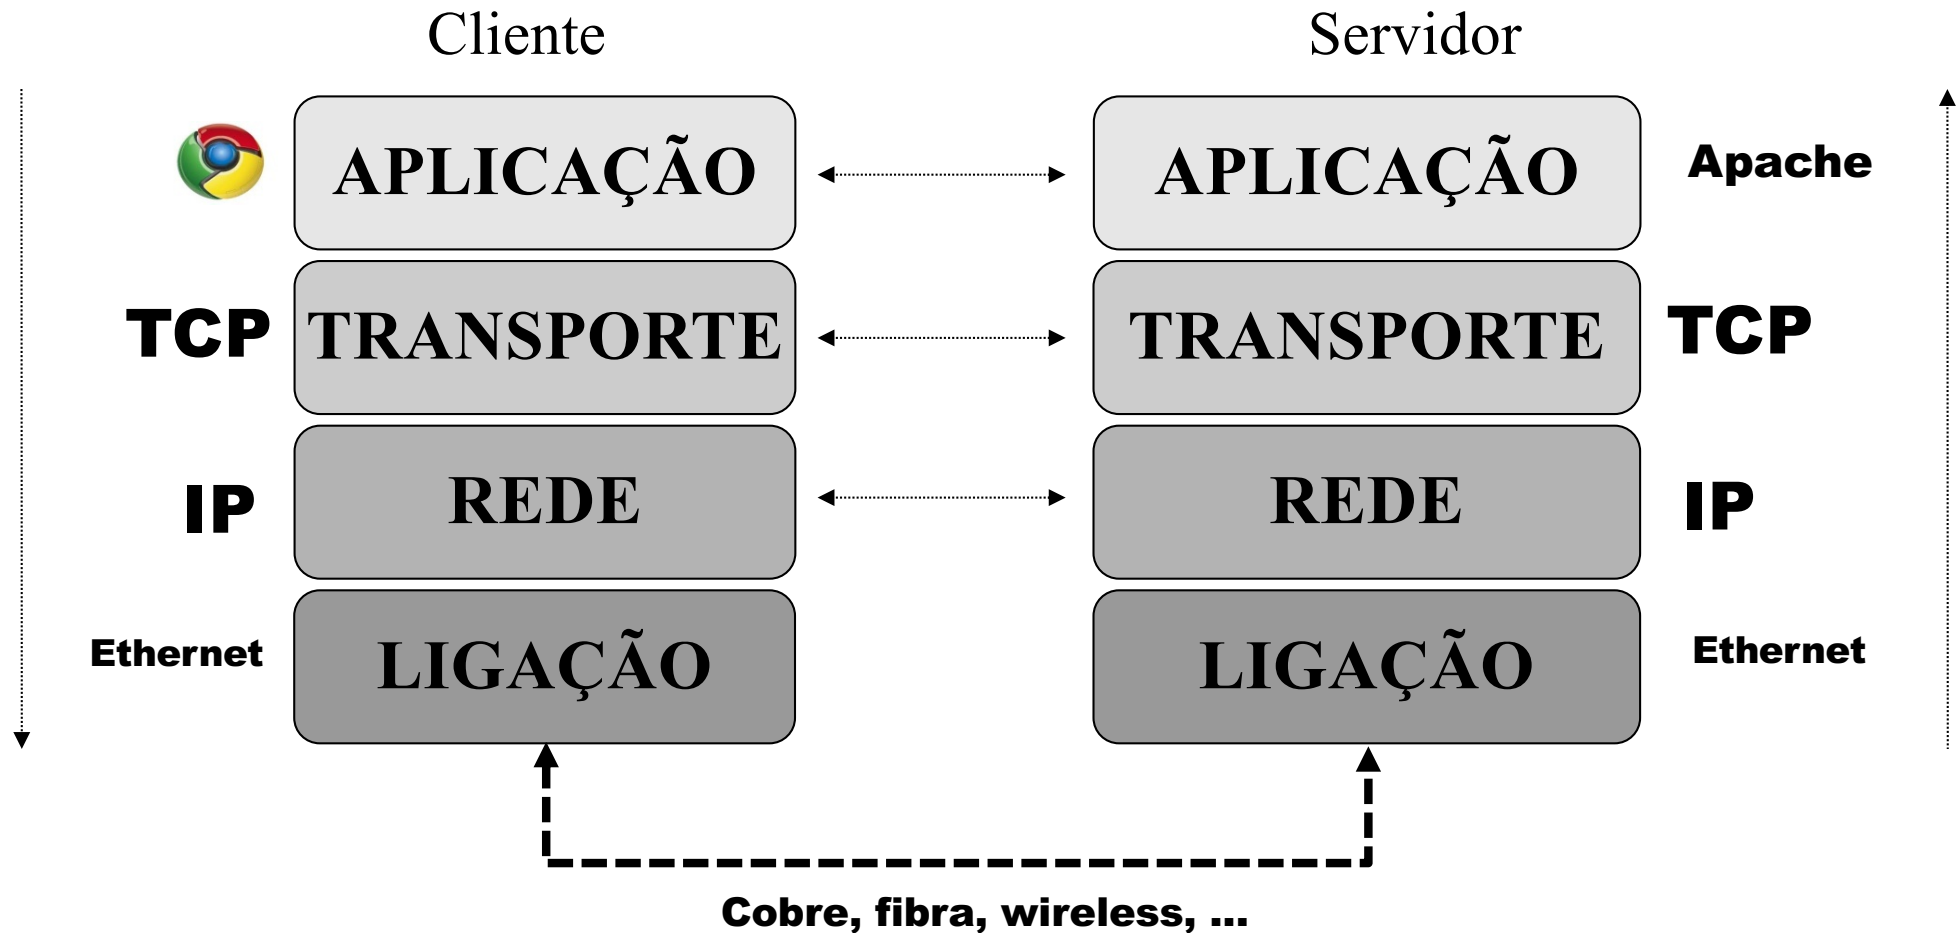 Cliente
Servidor
APLICAÇÃO
APLICAÇÃO
Apache
TCP
TRANSPORTE
TRANSPORTE
TCP
IP
REDE
REDE
IP
Ethernet
LIGAÇÃO
LIGAÇÃO
Ethernet
Cobre, fibra, wireless, ...